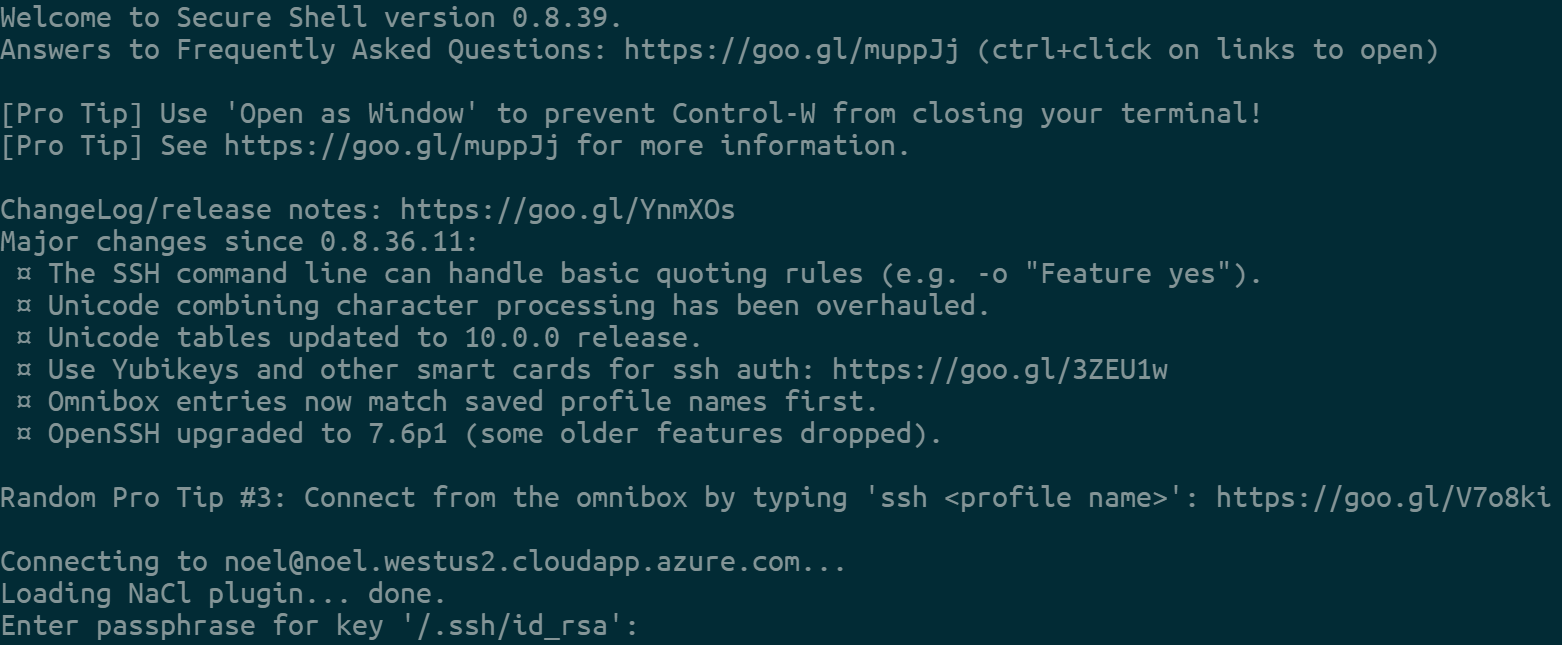 Welcome to Secure Shell version 0.8.39.
Answers to Frequently Asked Questions: https://goo.gl/muppJj (ctrl+click on links to open)
[Pro Tip] Use 'Open as Window' to prevent Control-W from closing your terminal!
[Pro Tip] See https://goo.gl/muppJj for more information.
ChangeLog/release notes: https://goo.gl/YnmXOs
Major changes since 0.8.36.11:
¤ The SSH command line can handle basic quoting rules (e.g. -o "Feature yes").
¤ Unicode combining character processing has been overhauled.
¤ Unicode tables updated to 10.0.0 release.
¤ Use Yubikeys and other smart cards for ssh auth: https://goo.gl/3ZEU1w
¤ Omnibox entries now match saved profile names first.
¤ OpenSSH upgraded to 7.6p1 (some older features dropped).
Random Pro Tip #3: Connect from the omnibox by typing 'ssh <profile name>': https://goo.gl/V7o8ki
Connecting to noel@noel.westus2.cloudapp.azure.com...
Loading NaCl plugin... done.
Enter passphrase for key '/.ssh/id_rsa':